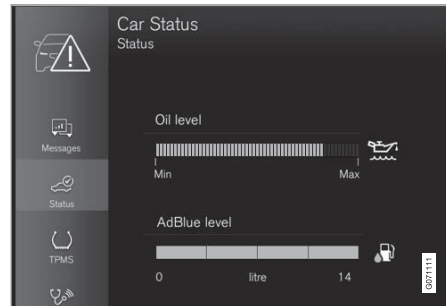 Car Status
Status
Messages
Status
TPMS
Oil level
Min Max
AdBlue level
0 litre 14
G071111